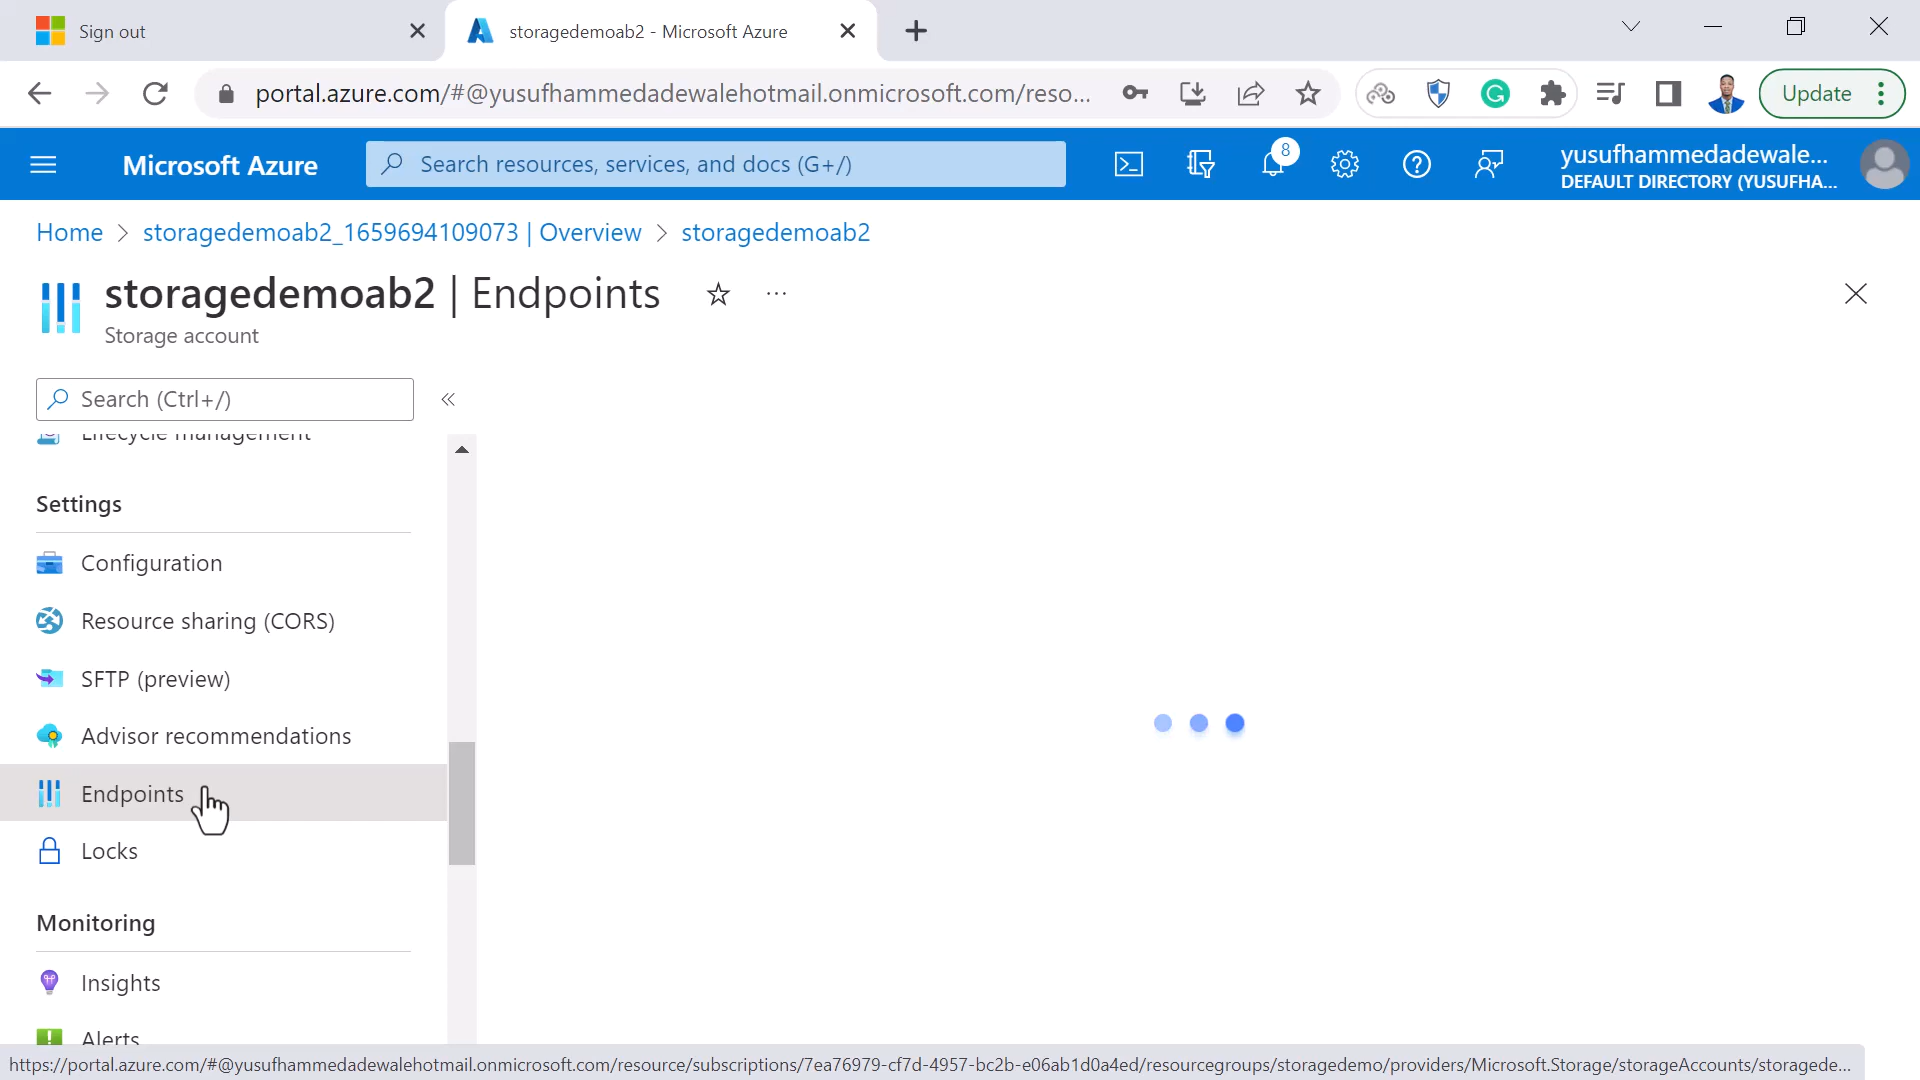 Sign out
storagedemoab2 - Microsoft Azure
portal.azure.com/#@yusufhammedadewalehotmail.onmicrosoft.com/reso...
Update
Microsoft Azure
Search resources, services, and docs (G+/)
8
yusufhammedadewale...
DEFAULT DIRECTORY (YUSUFHA...
Home > storagedemoab2_1659694109073 | Overview > storagedemoab2
storagedemoab2 | Endpoints
Storage account
Search (Ctrl+/)
Lifecycle management
Settings
Configuration
Resource sharing (CORS)
SFTP (preview)
Advisor recommendations
Endpoints
Locks
Monitoring
Insights
Alerts
https://portal.azure.com/#@yusufhammedadewalehotmail.onmicrosoft.com/resource/subscriptions/7ea76979-cf7d-4957-bc2b-e06ab1d0a4ed/resourcegroups/storagedemo/providers/Microsoft.Storage/storageAccounts/storagede...